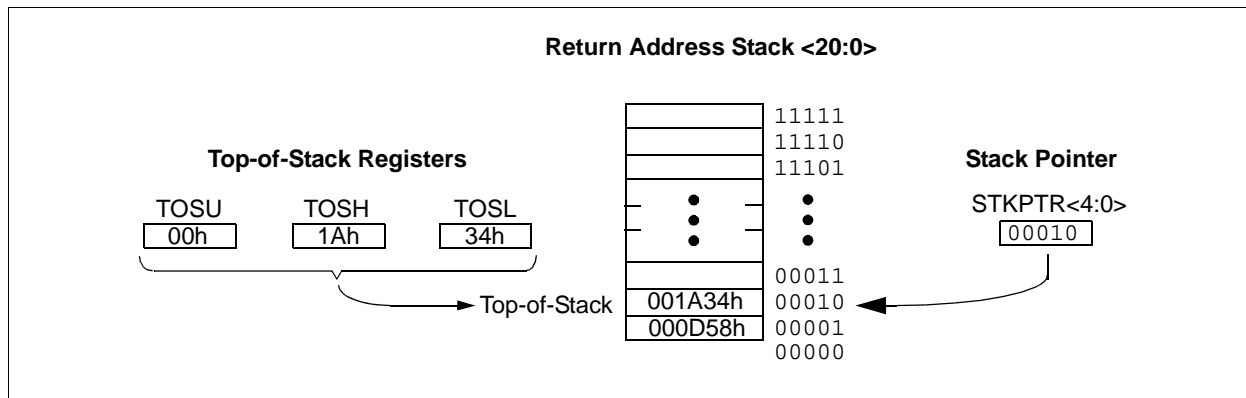 Return Address Stack <20:0>
11111
11110
11101
Top-of-Stack Registers
Stack Pointer
TOSU TOSH TOSL
STKPTR<4:0>
00h 1Ah 34h
00010
00011
Top-of-Stack 001A34h 00010
000D58h 00001
00000